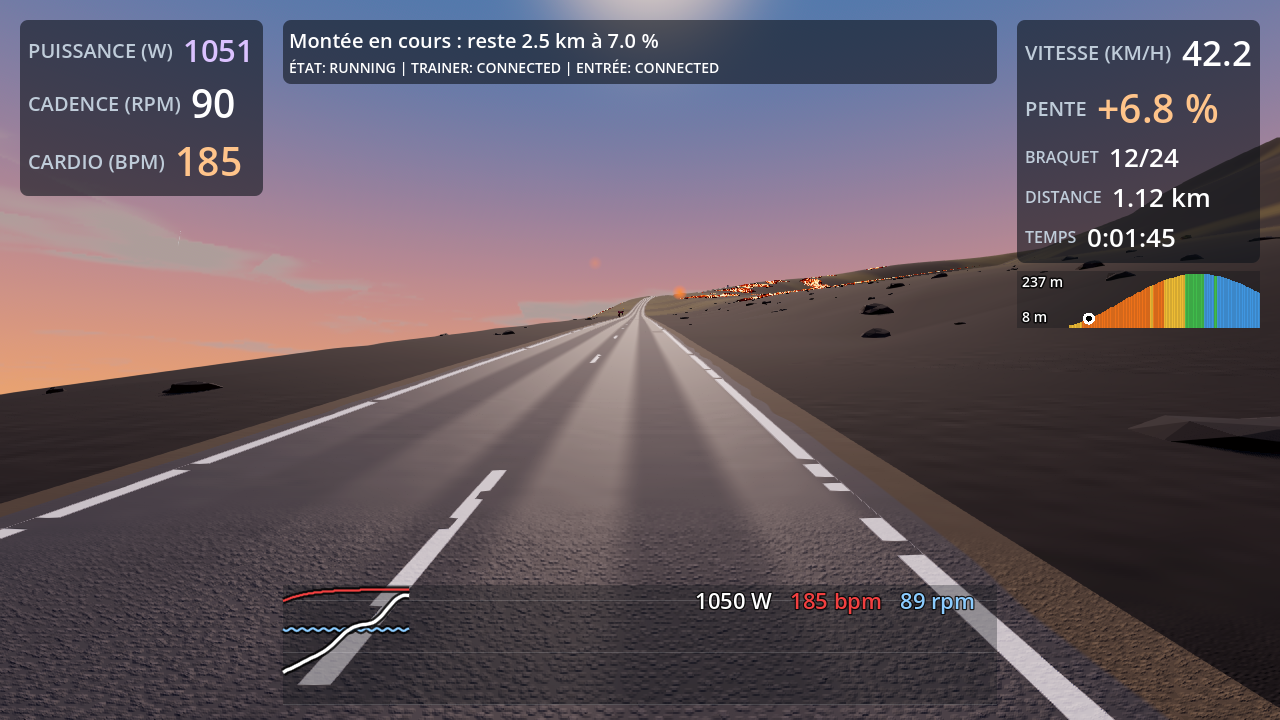 PUISSANCE (W) 1051
CADENCE (RPM) 90
CARDIO (BPM) 185
Montée en cours : reste 2.5 km à 7.0 %
ÉTAT: RUNNING | TRAINER: CONNECTED | ENTRÉE: CONNECTED
VITESSE (KM/H) 42.2
PENTE +6.8 %
BRAQUET 12/24
DISTANCE 1.12 km
TEMPS 0:01:45
237 m
8 m
1050 W 185 bpm 89 rpm